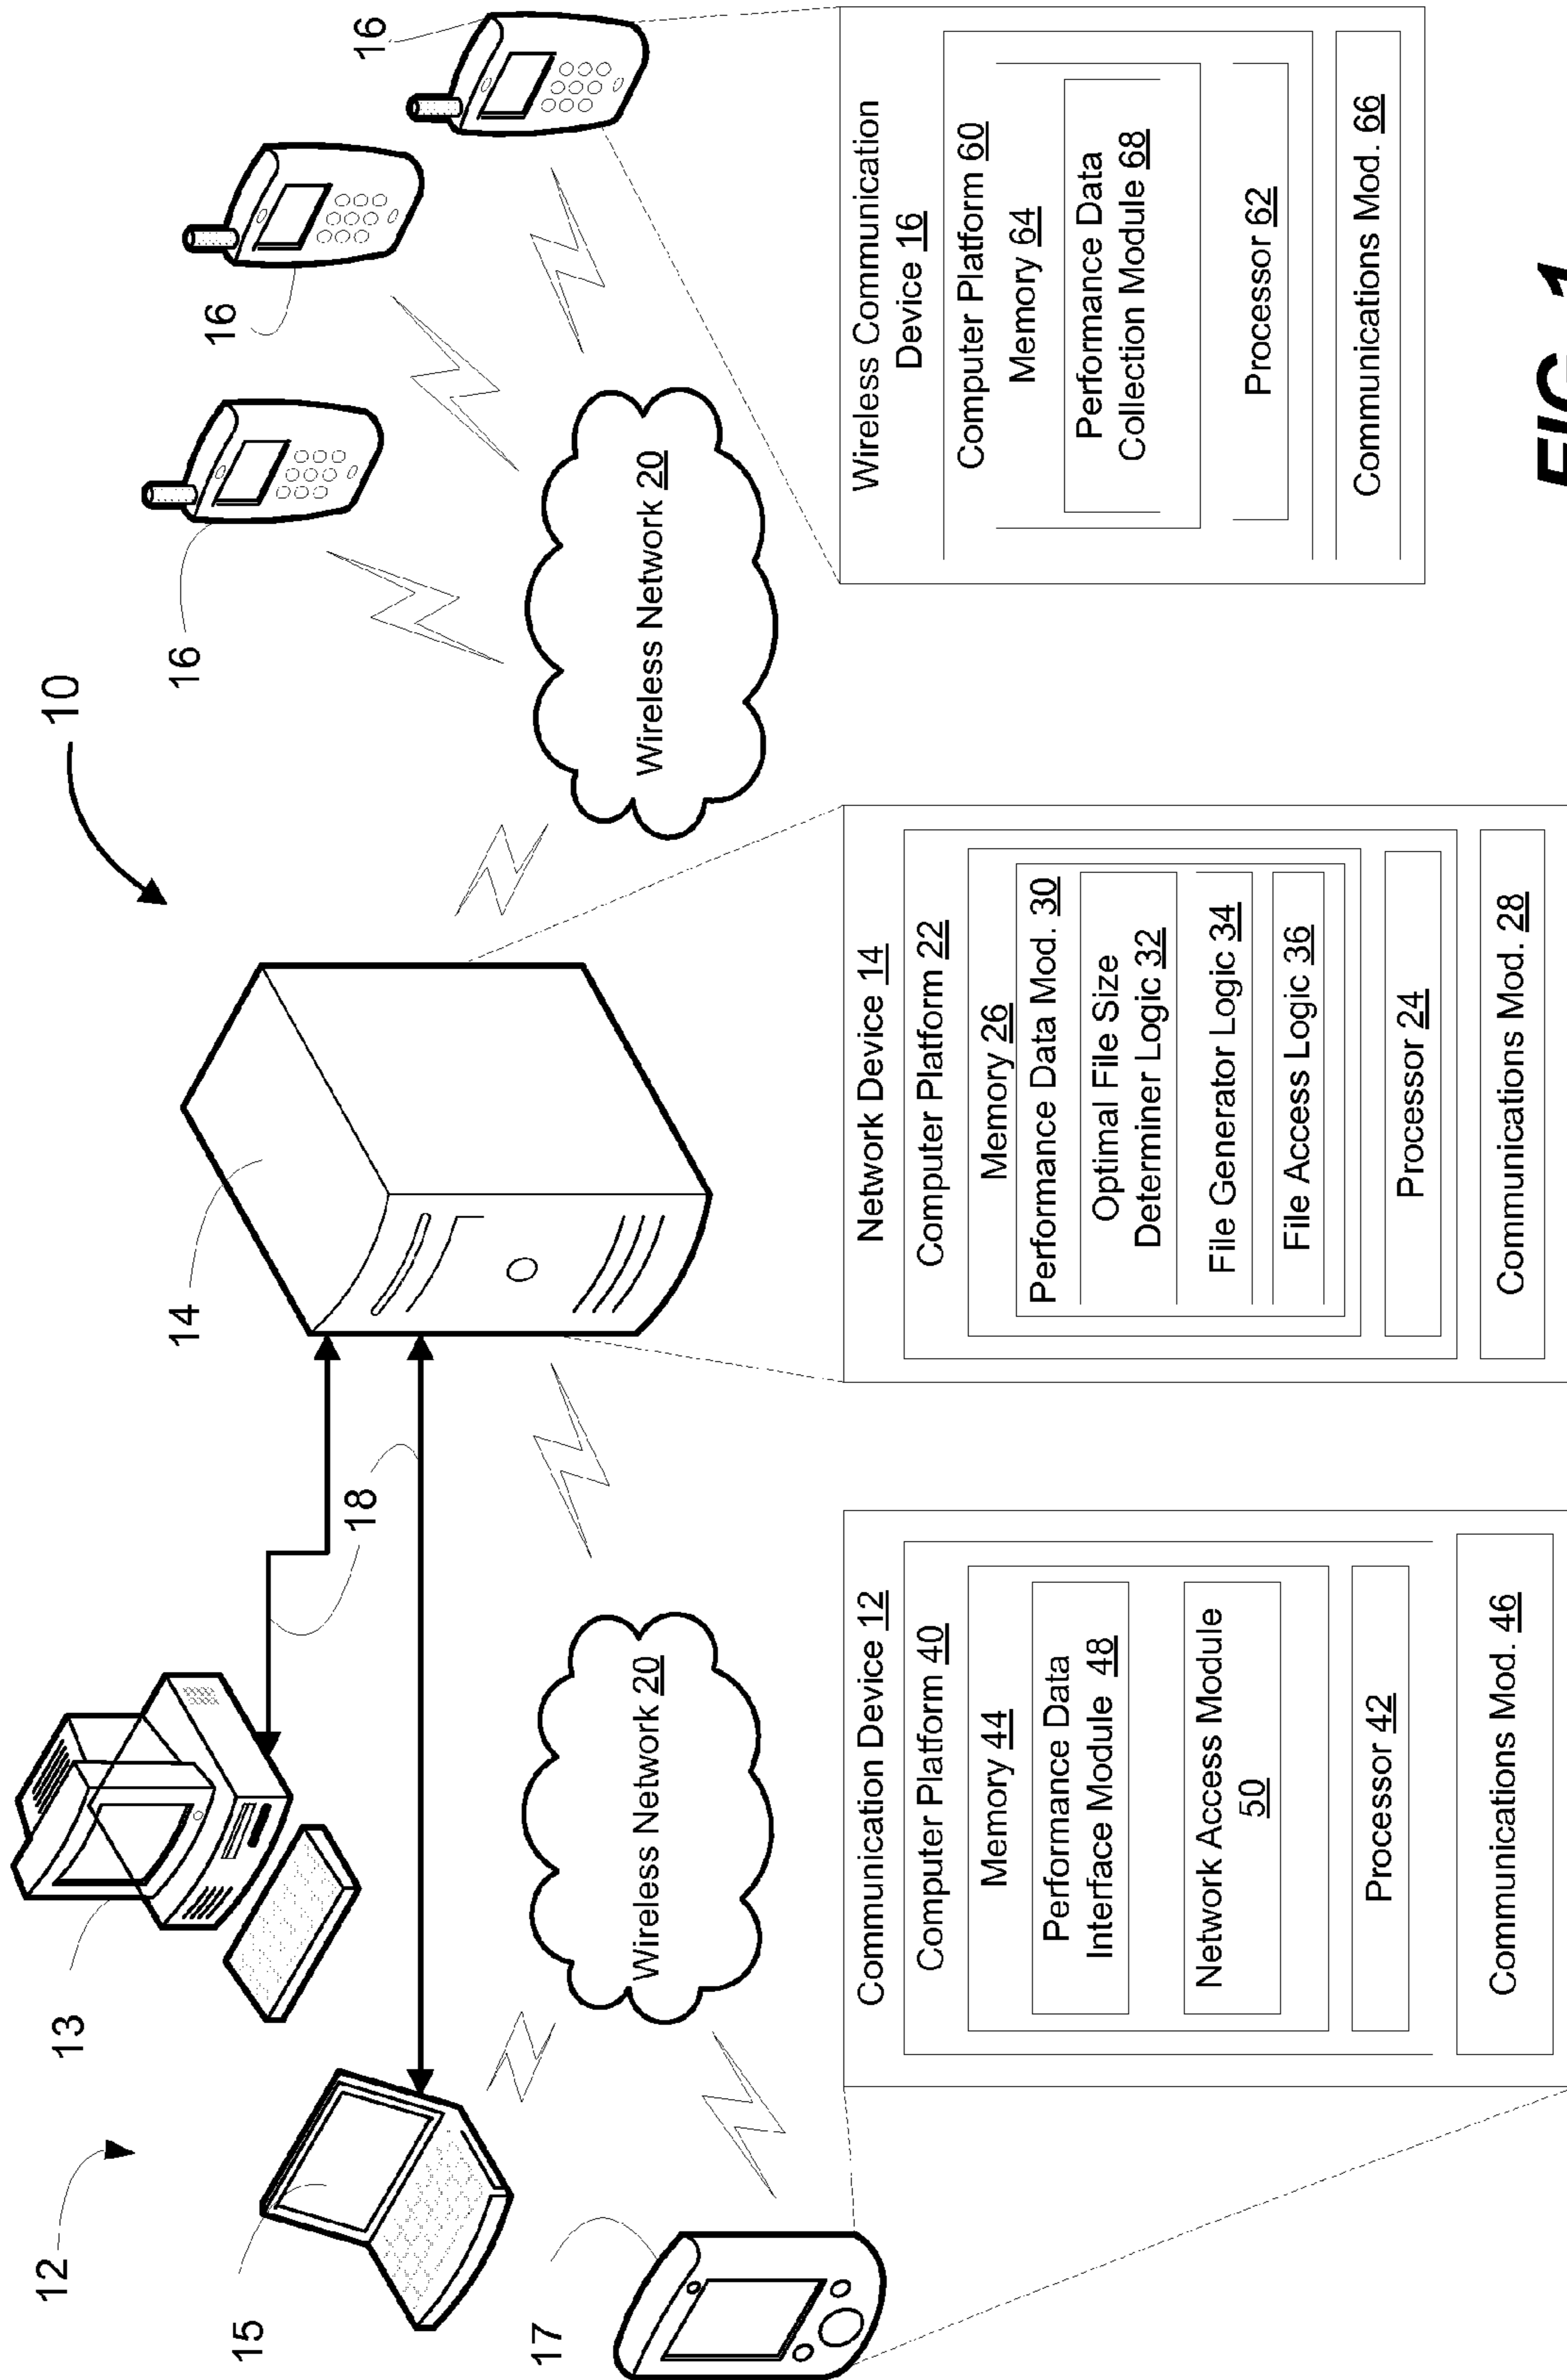 10
12
13
15
17
18
14
16
16
16
Wireless Network 20
Wireless Network 20
Communication Device 12
Computer Platform 40
Memory 44
Performance Data
Interface Module 48
Network Access Module
50
Processor 42
Communications Mod. 46
Network Device 14
Computer Platform 22
Memory 26
Performance Data Mod. 30
Optimal File Size
Determiner Logic 32
File Generator Logic 34
File Access Logic 36
Processor 24
Communications Mod. 28
Wireless Communication
Device 16
Computer Platform 60
Memory 64
Performance Data
Collection Module 68
Processor 62
Communications Mod. 66
FIG. 1